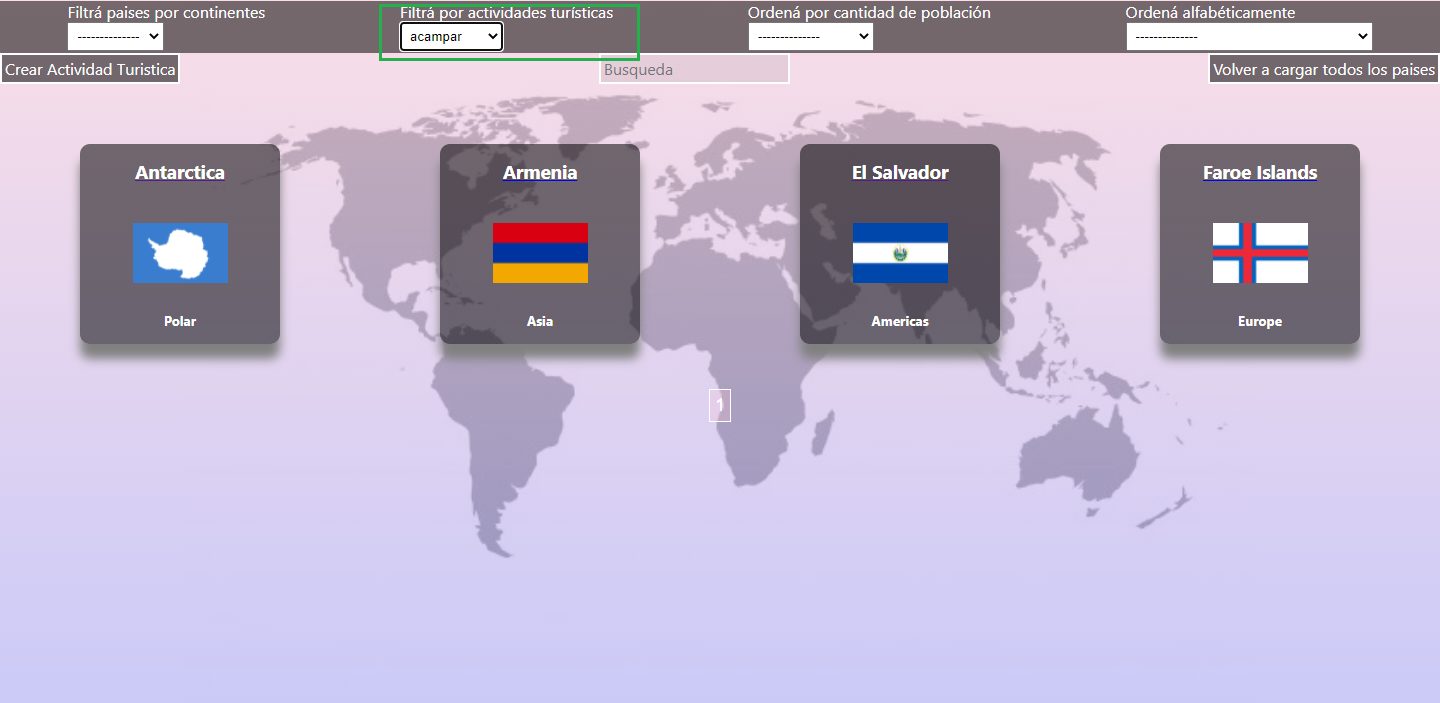 Filtrá paises por continentes
--------------
Filtrá por actividades turísticas
acampar
Ordená por cantidad de población
--------------
Ordená alfabéticamente
--------------
Crear Actividad Turistica
Busqueda
Volver a cargar todos los paises
Antarctica
Polar
Armenia
Asia
El Salvador
Americas
Faroe Islands
Europe
1